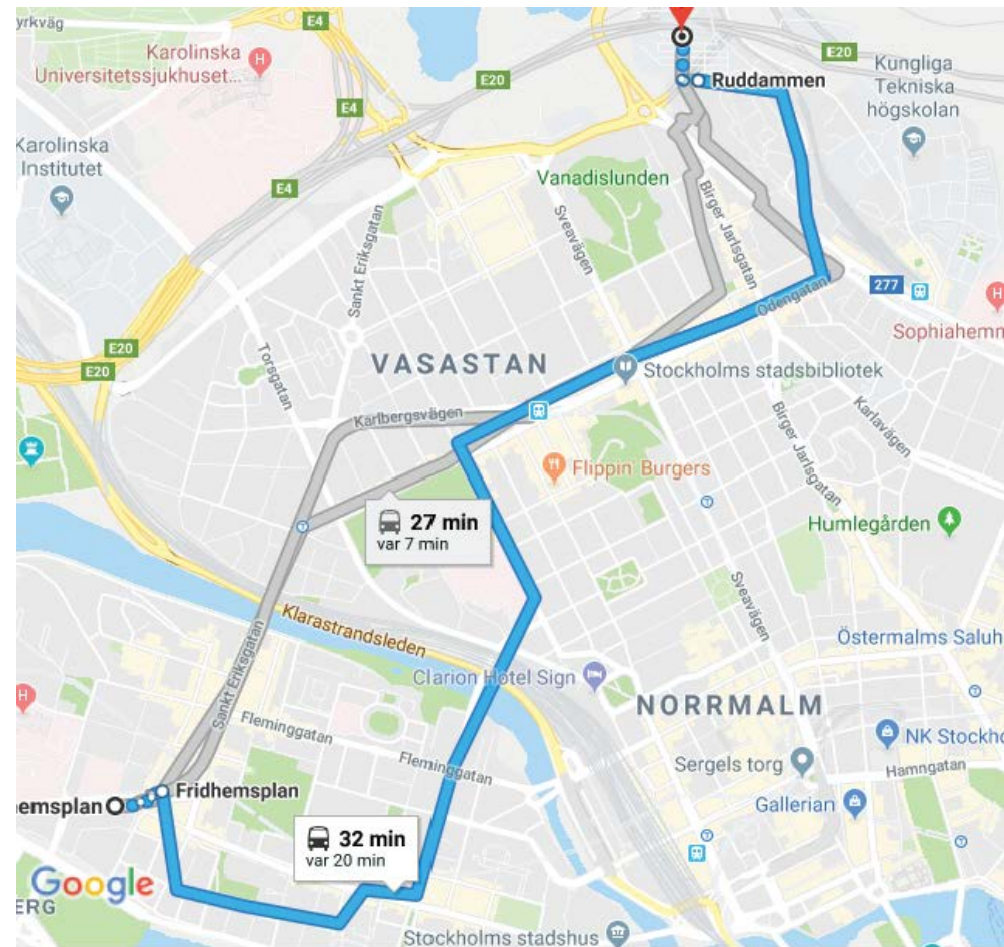 yrkväg
E4
Karolinska
Universitetssjukhuset...
H
E20
E4
E20
Ruddammen
Kungliga
Tekniska
högskolan
Karolinska
Institutet
E4
Vanadislunden
Sveavägen
Birger Jarlsgatan
Sankt Eriksgatan
Odengatan
277
H
Sophiahemm
E20
E20
Torsgatan
VASASTAN
Stockholms stadsbibliotek
Karlbergsvägen
Karlavägen
Birger Jarlsgatan
Flippin' Burgers
27 min
var 7 min
Humlegården
Klarastrandsleden
Sveavägen
Östermalms Saluh
Sankt Eriksgatan
Clarion Hotel Sign
H
NORRMALM
Fleminggatan
Fleminggatan
NK Stockho
Sergels torg
Hamngatan
hemsplan
Fridhemsplan
Gallerian
32 min
var 20 min
Google
ERG
Stockholms stadshus